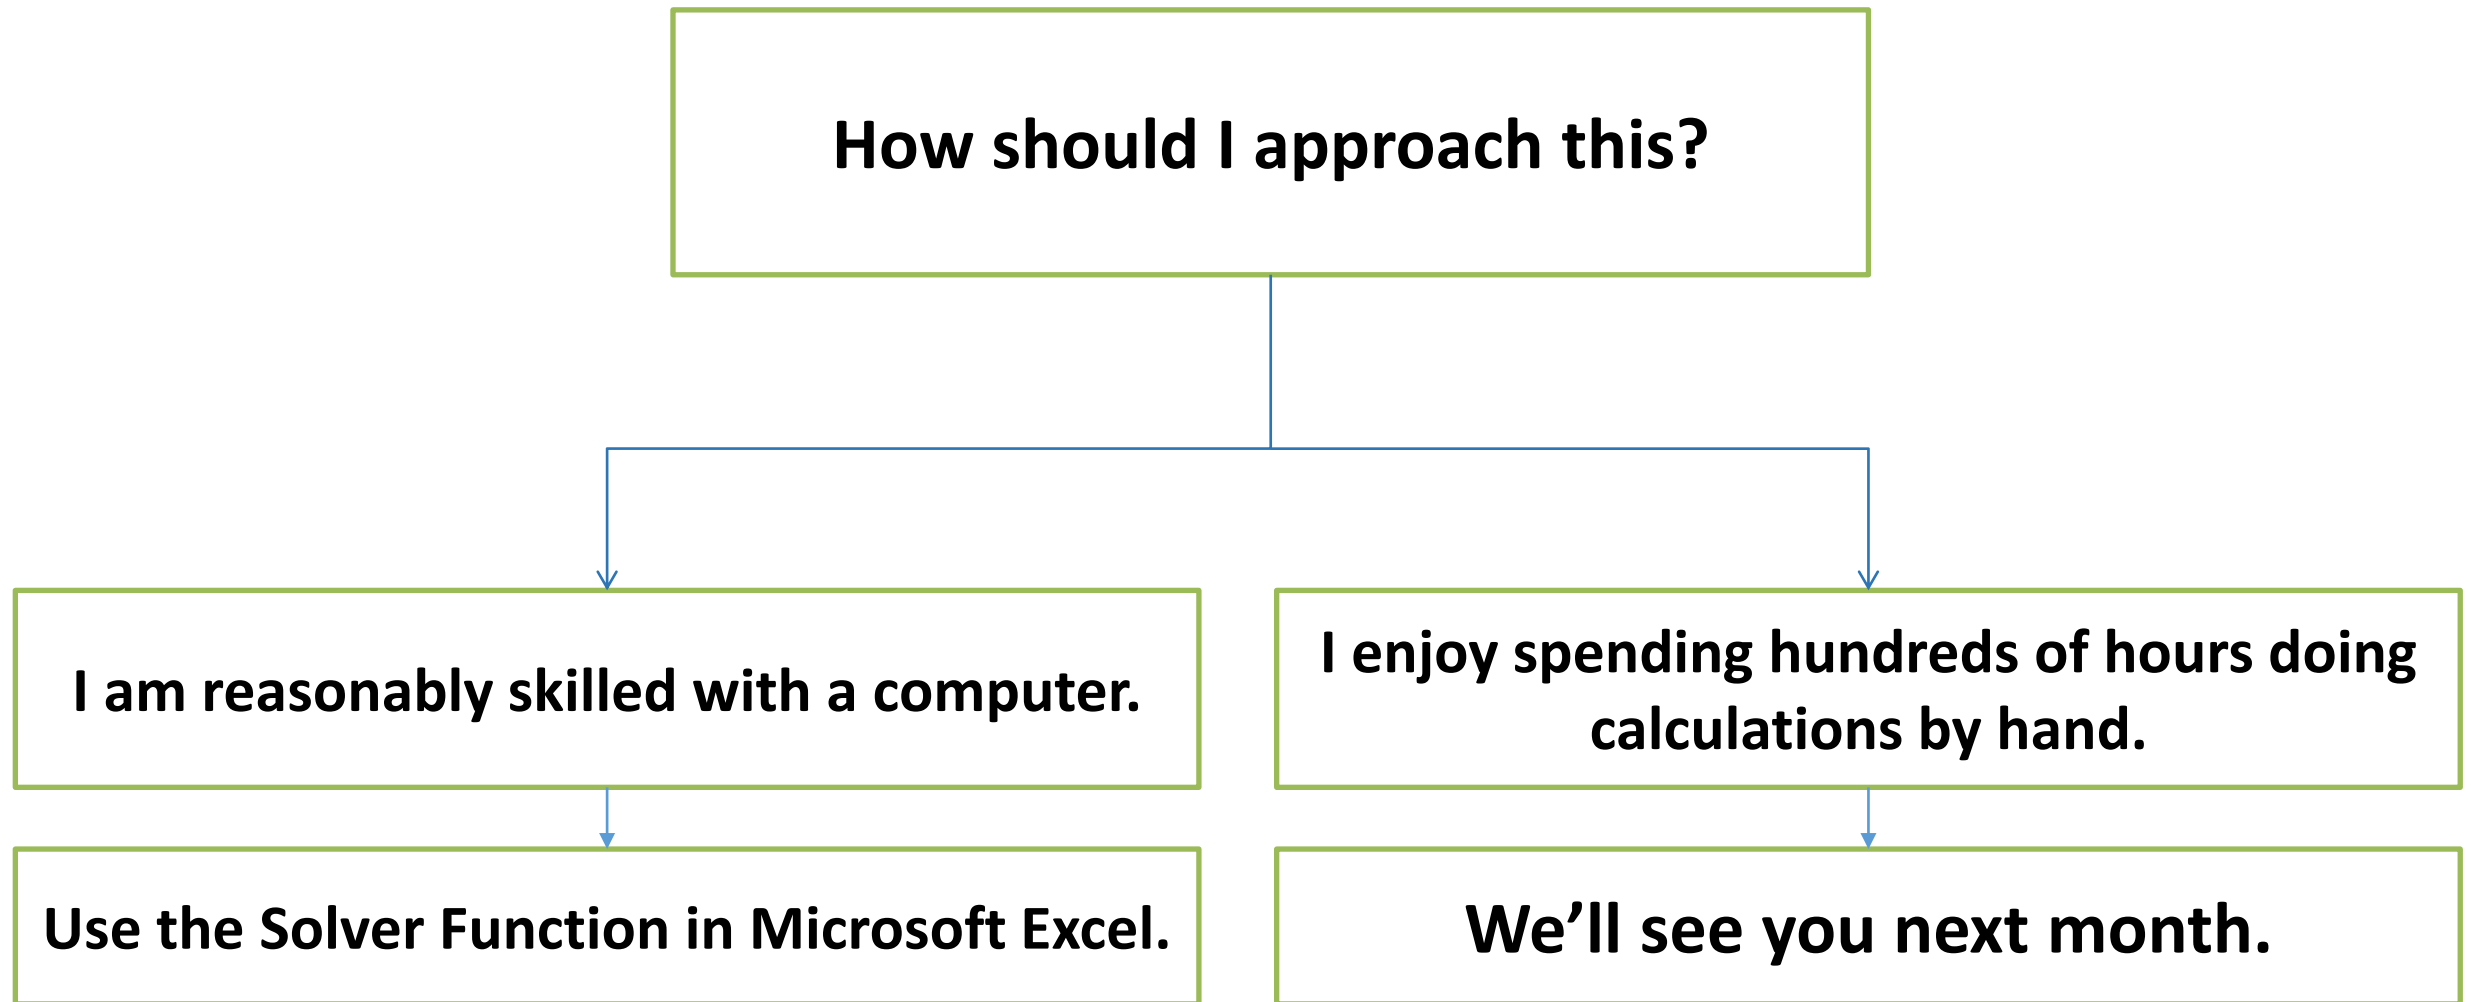 How should I approach this?
I am reasonably skilled with a computer.
I enjoy spending hundreds of hours doing
calculations by hand.
Use the Solver Function in Microsoft Excel.
We’ll see you next month.